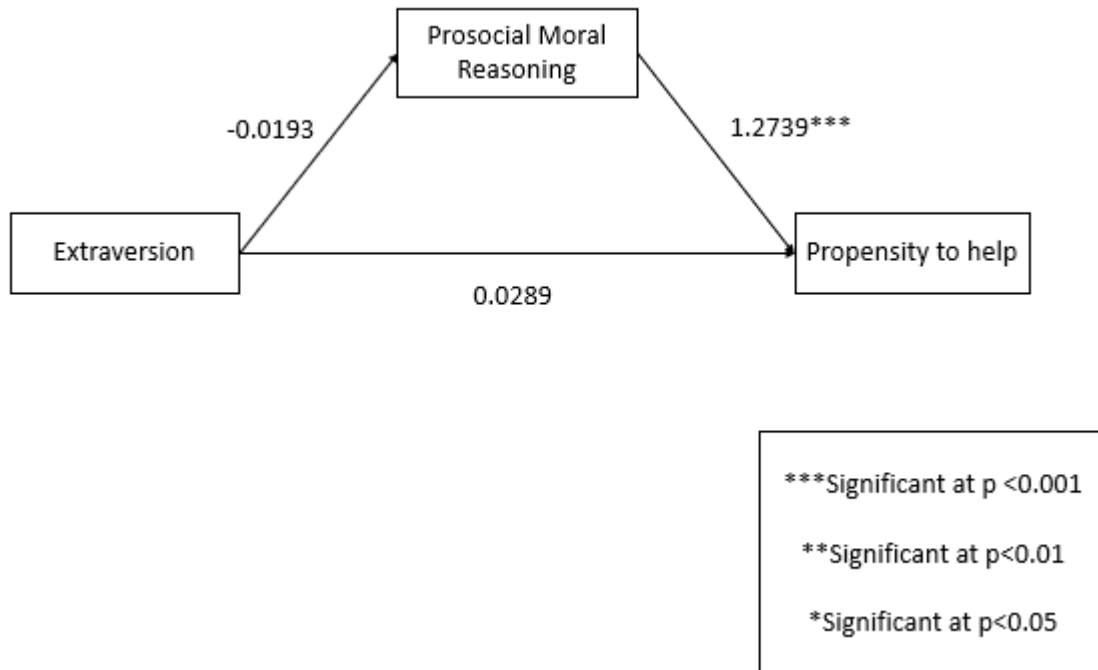 Prosocial Moral
Reasoning
-0.0193
1.2739***
Extraversion
Propensity to help
0.0289
***Significant at p <0.001
**Significant at p<0.01
*Significant at p<0.05